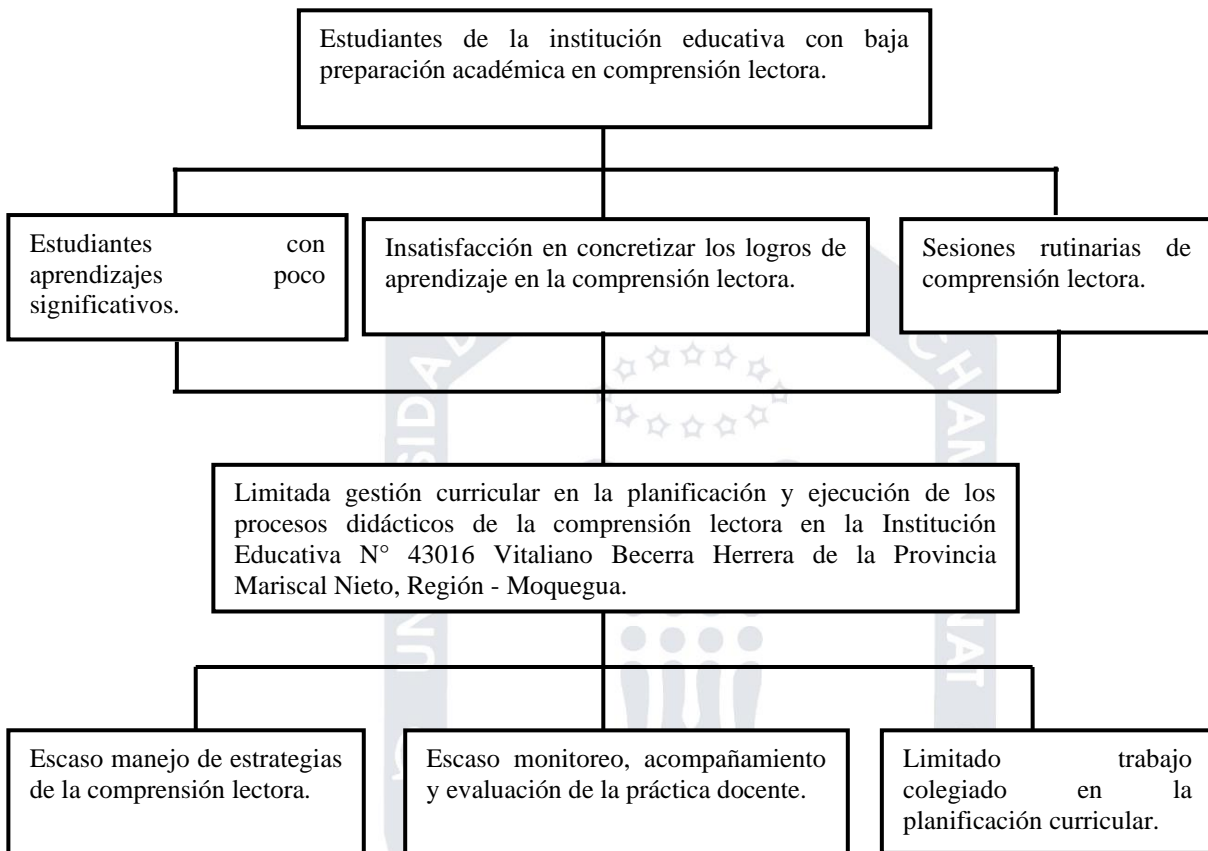 Estudiantes de la institución educativa con baja
preparación académica en comprensión lectora.
Estudiantes con
aprendizajes poco
significativos.
Insatisfacción en concretizar los logros de
aprendizaje en la comprensión lectora.
Sesiones rutinarias de
comprensión lectora.
Limitada gestión curricular en la planificación y ejecución de los
procesos didácticos de la comprensión lectora en la Institución
Educativa N° 43016 Vitaliano Becerra Herrera de la Provincia
Mariscal Nieto, Región - Moquegua.
Escaso manejo de estrategias
de la comprensión lectora.
Escaso monitoreo, acompañamiento
y evaluación de la práctica docente.
Limitado trabajo
colegiado en la
planificación curricular.